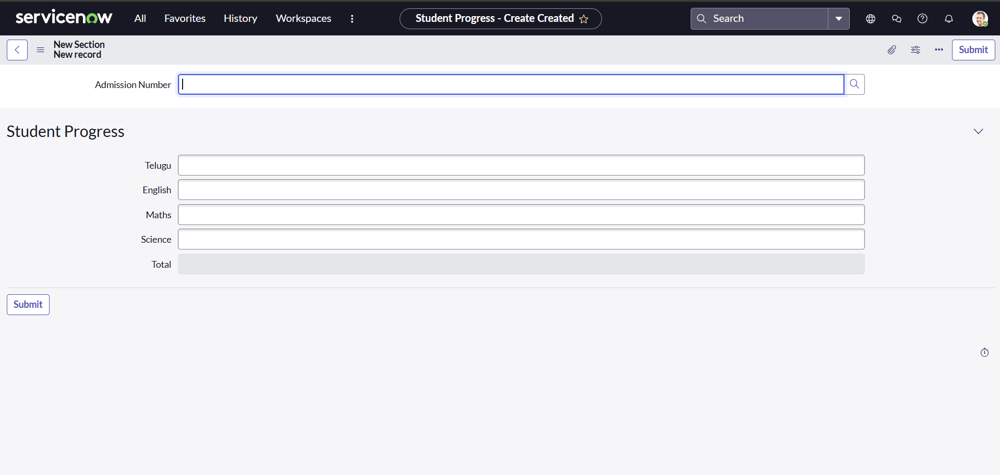 servicenow All Favorites History Workspaces Student Progress - Create Created Search
New Section
New record
Submit
Admission Number
Student Progress
Telugu
English
Maths
Science
Total
Submit